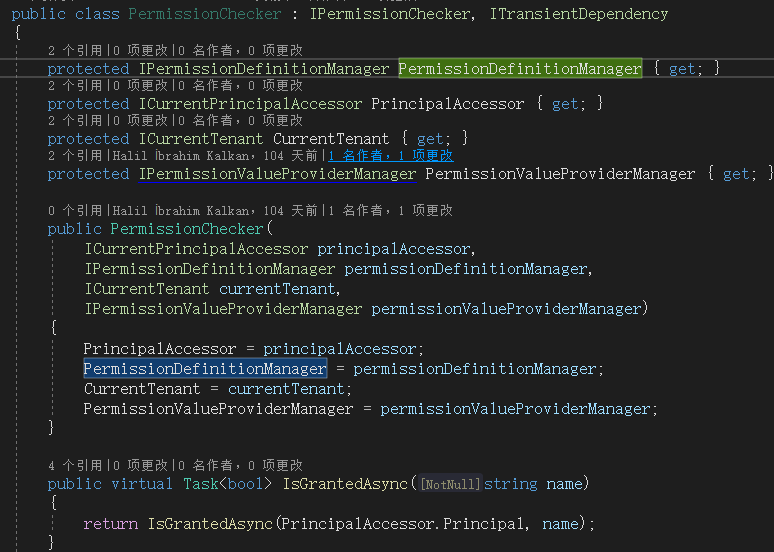 public class PermissionChecker : IPermissionChecker, ITransientDependency
{
2 个引用|0 项更改|0 名作者，0 项更改
protected IPermissionDefinitionManager PermissionDefinitionManager { get; }
2 个引用|0 项更改|0 名作者，0 项更改
protected ICurrentPrincipalAccessor PrincipalAccessor { get; }
2 个引用|0 项更改|0 名作者，0 项更改
protected ICurrentTenant CurrentTenant { get; }
2 个引用|Halil İbrahim Kalkan，104 天前|1 名作者，1 项更改
protected IPermissionValueProviderManager PermissionValueProviderManager { get; }
0 个引用|Halil İbrahim Kalkan，104 天前|1 名作者，1 项更改
public PermissionChecker(
ICurrentPrincipalAccessor principalAccessor,
IPermissionDefinitionManager permissionDefinitionManager,
ICurrentTenant currentTenant,
IPermissionValueProviderManager permissionValueProviderManager)
{
PrincipalAccessor = principalAccessor;
PermissionDefinitionManager = permissionDefinitionManager;
CurrentTenant = currentTenant;
PermissionValueProviderManager = permissionValueProviderManager;
}
4 个引用|0 项更改|0 名作者，0 项更改
public virtual Task<bool> IsGrantedAsync([NotNull]string name)
{
return IsGrantedAsync(PrincipalAccessor.Principal, name);
}